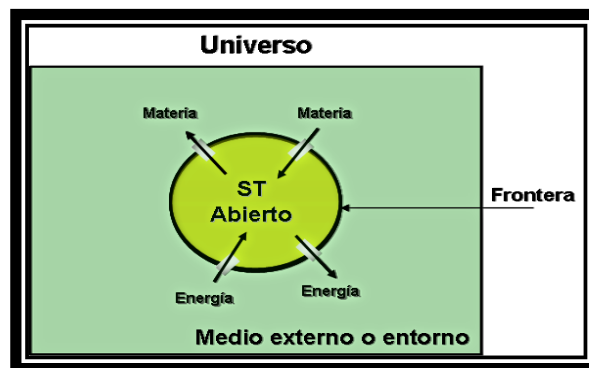 Universo
Materia
Materia
ST
Abierto
Frontera
Energía
Energía
Medio externo o entorno